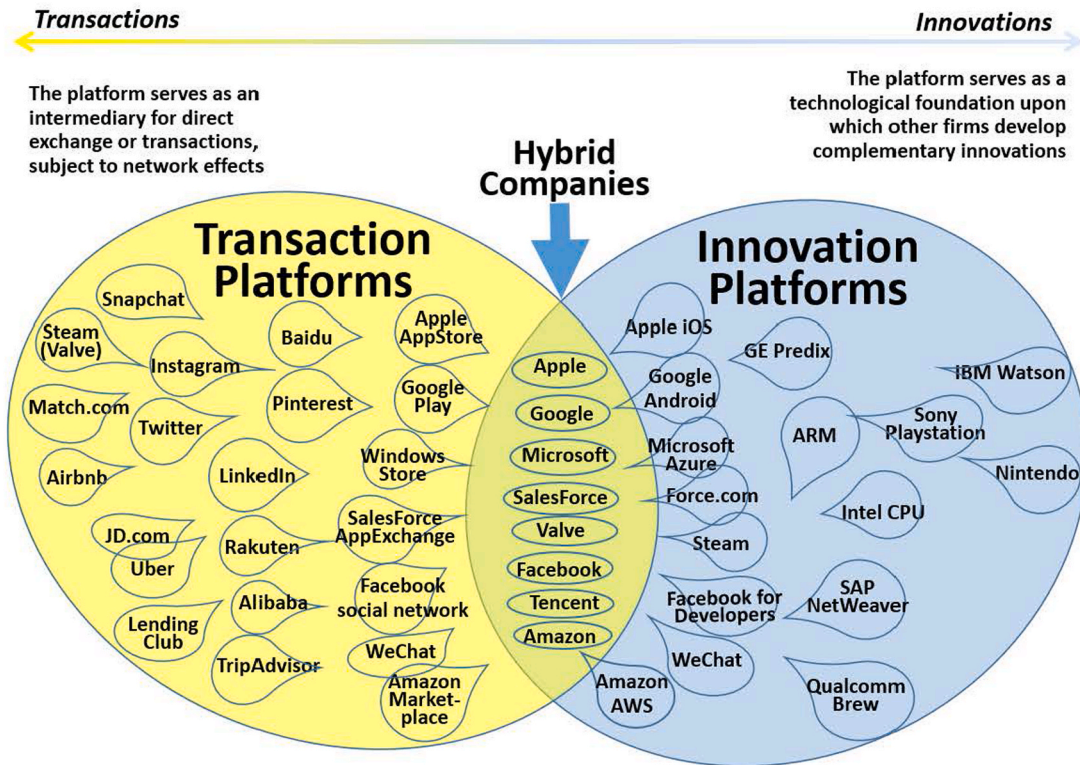 Transactions
Innovations
The platform serves as an
intermediary for direct
exchange or transactions,
subject to network effects
The platform serves as a
technological foundation upon
which other firms develop
complementary innovations
Hybrid
Companies
Transaction
Platforms
Innovation
Platforms
Snapchat
Steam
(Valve)
Instagram
Baidu
Apple
AppStore
Match.com
Twitter
Pinterest
Google
Play
Airbnb
LinkedIn
Windows
Store
JD.com
Uber
Rakuten
SalesForce
AppExchange
Alibaba
Facebook
social network
Lending
Club
TripAdvisor
WeChat
Amazon
Market-
place
Apple
Google
Microsoft
SalesForce
Valve
Facebook
Tencent
Amazon
Apple iOS
GE Predix
IBM Watson
Google
Android
ARM
Sony
Playstation
Microsoft
Azure
Nintendo
Force.com
Intel CPU
Steam
Facebook for
Developers
SAP
NetWeaver
WeChat
Amazon
AWS
Qualcomm
Brew